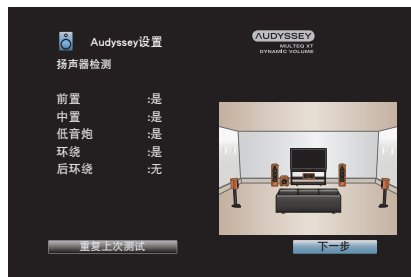 Audyssey设置
AUDYSSEY
MULTEQ XT
DYNAMIC VOLUME
扬声器检测
前置 :是
中置 :是
低音炮 :是
环绕 :是
后环绕 :无
重复上次测试
下一步